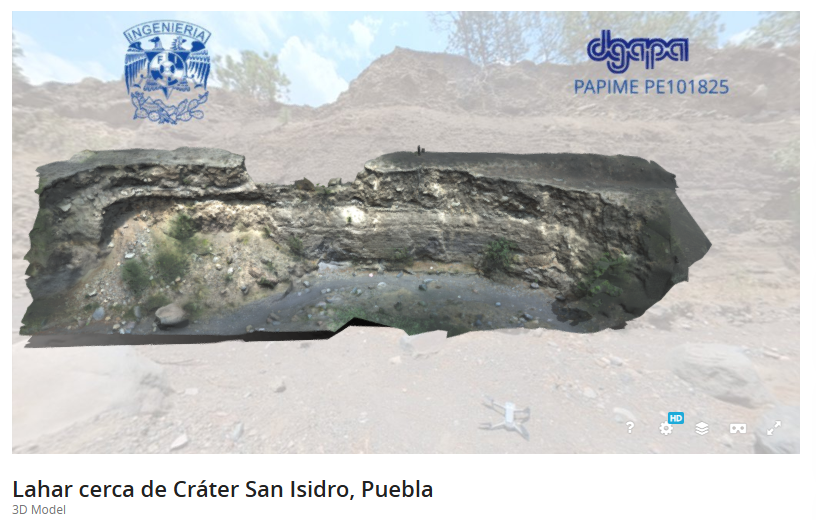 INGENIERIA
dgapa
PAPIME PE101825
?
HD
Lahar cerca de Cráter San Isidro, Puebla
3D Model